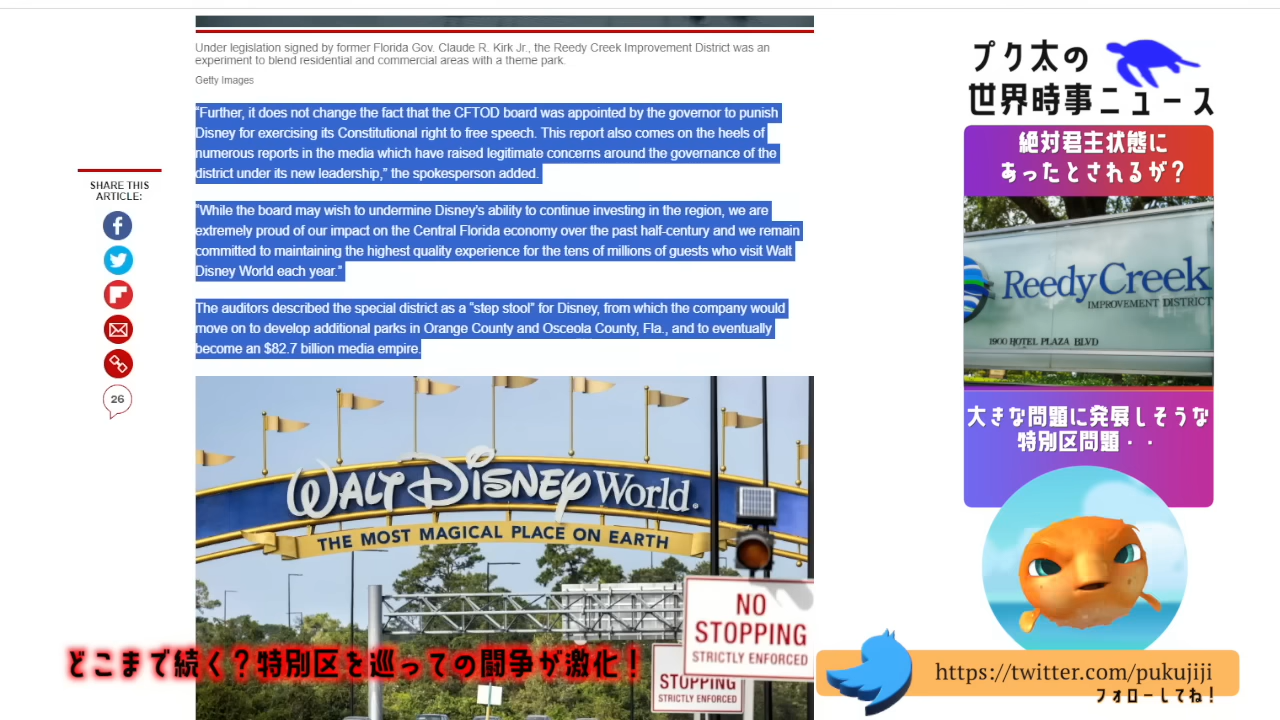 Under legislation signed by former Florida Gov. Claude R. Kirk Jr., the Reedy Creek Improvement District was an
experiment to blend residential and commercial areas with a theme park.
Getty Images
“Further, it does not change the fact that the CFTOD board was appointed by the governor to punish
Disney for exercising its Constitutional right to free speech. This report also comes on the heels of
numerous reports in the media which have raised legitimate concerns around the governance of the
district under its new leadership,” the spokesperson added.
“While the board may wish to undermine Disney’s ability to continue investing in the region, we are
extremely proud of our impact on the Central Florida economy over the past half-century and we remain
committed to maintaining the highest quality experience for the tens of millions of guests who visit Walt
Disney World each year.”
The auditors described the special district as a “step stool” for Disney, from which the company would
move on to develop additional parks in Orange County and Osceola County, Fla., and to eventually
become an $82.7 billion media empire.
SHARE THIS
ARTICLE:
26
WALT DISNEY World.
THE MOST MAGICAL PLACE ON EARTH
NO
STOPPING
STRICTLY ENFORCED
STOPPING
STRICTLY ENFORCED
どこまで続く？特別区を巡っての闘争が激化！
プク太の
世界時事ニュース
絶対君主状態に
あったとされるが？
Reedy Creek
IMPROVEMENT DISTRICT
1900 HOTEL PLAZA BLVD
大きな問題に発展しそうな
特別区問題・・
https://twitter.com/pukujiji
フォローしてね！